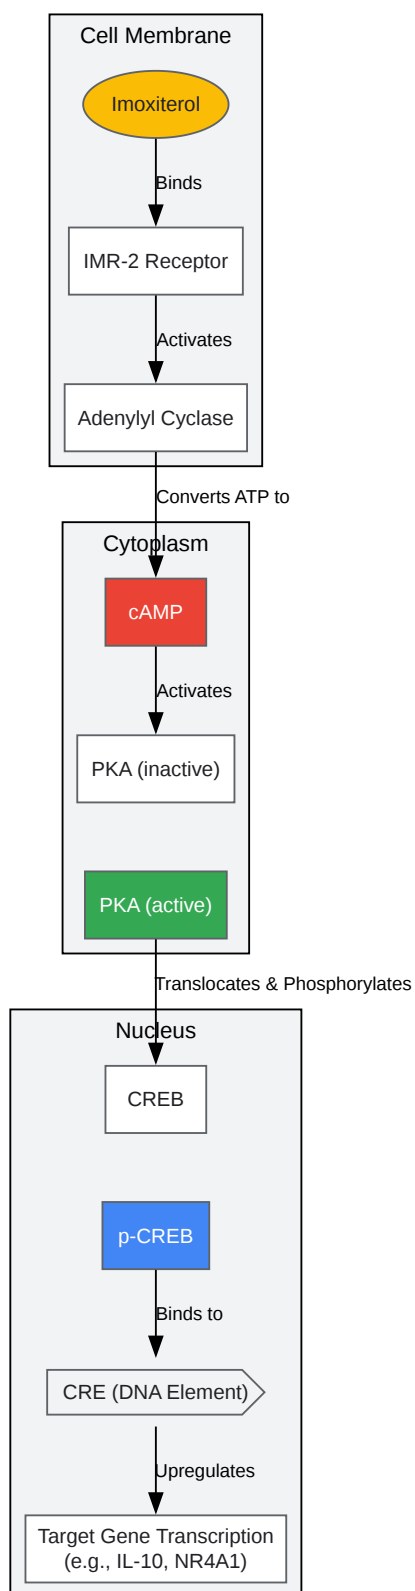 Cell Membrane
Imoxiterol
Binds
IMR-2 Receptor
Activates
Adenylyl Cyclase
Converts ATP to
Cytoplasm
cAMP
Activates
PKA (inactive)
PKA (active)
Translocates & Phosphorylates
Nucleus
CREB
p-CREB
Binds to
CRE (DNA Element)
Upregulates
Target Gene Transcription
(e.g., IL-10, NR4A1)